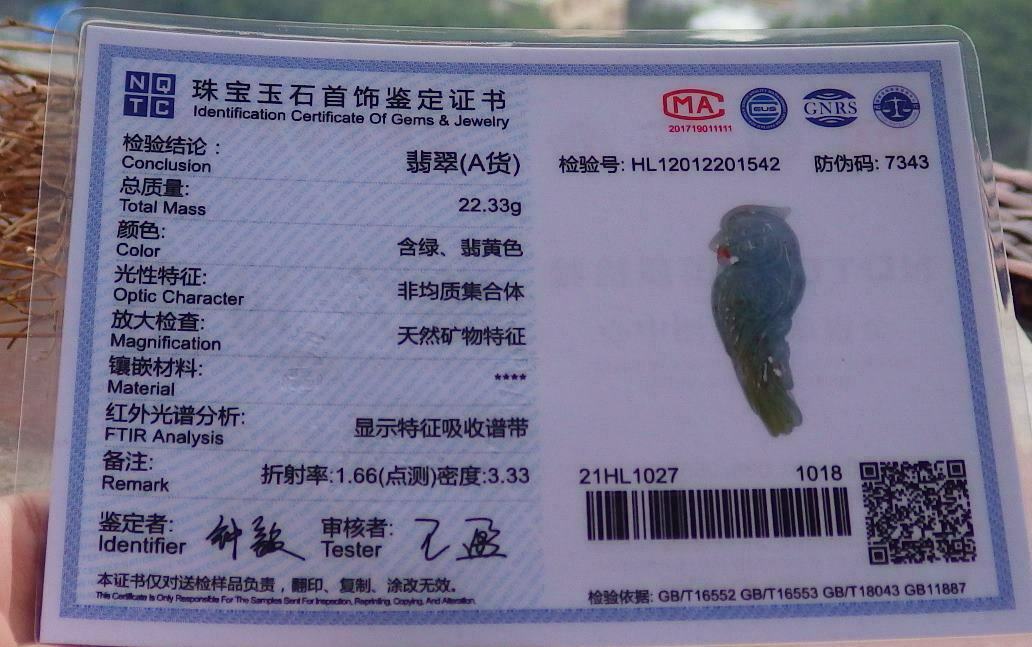 NQ
TC
珠宝玉石首饰鉴定证书
Identification Certificate Of Gems & Jewelry
MA
201719011111
GNRS
检验结论：
Conclusion
翡翠(A货)
检验号: HL12012201542
防伪码: 7343
总质量:
Total Mass
22.33g
颜色:
Color
含绿、翡黄色
光性特征:
Optic Character
非均质集合体
放大检查:
Magnification
天然矿物特征
镶嵌材料:
Material
****
红外光谱分析:
FTIR Analysis
显示特征吸收谱带
备注:
Remark
折射率:1.66(点测)密度:3.33
21HL1027
1018
鉴定者:
Identifier
审核者:
Tester
本证书仅对送检样品负责，翻印、复制、涂改无效。
This Certificate Is Only Responsible For The Samples Sent For Inspection, Reprinting, Copying, And Alteration.
检验依据: GB/T16552 GB/T16553 GB/T18043 GB11887